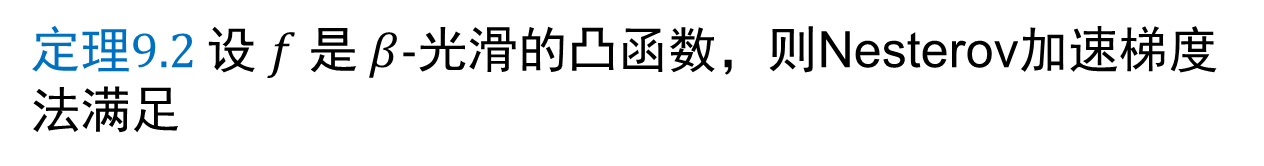 定理9.2 设 𝑓 是 𝛽-光滑的凸函数，则Nesterov加速梯度
法满足